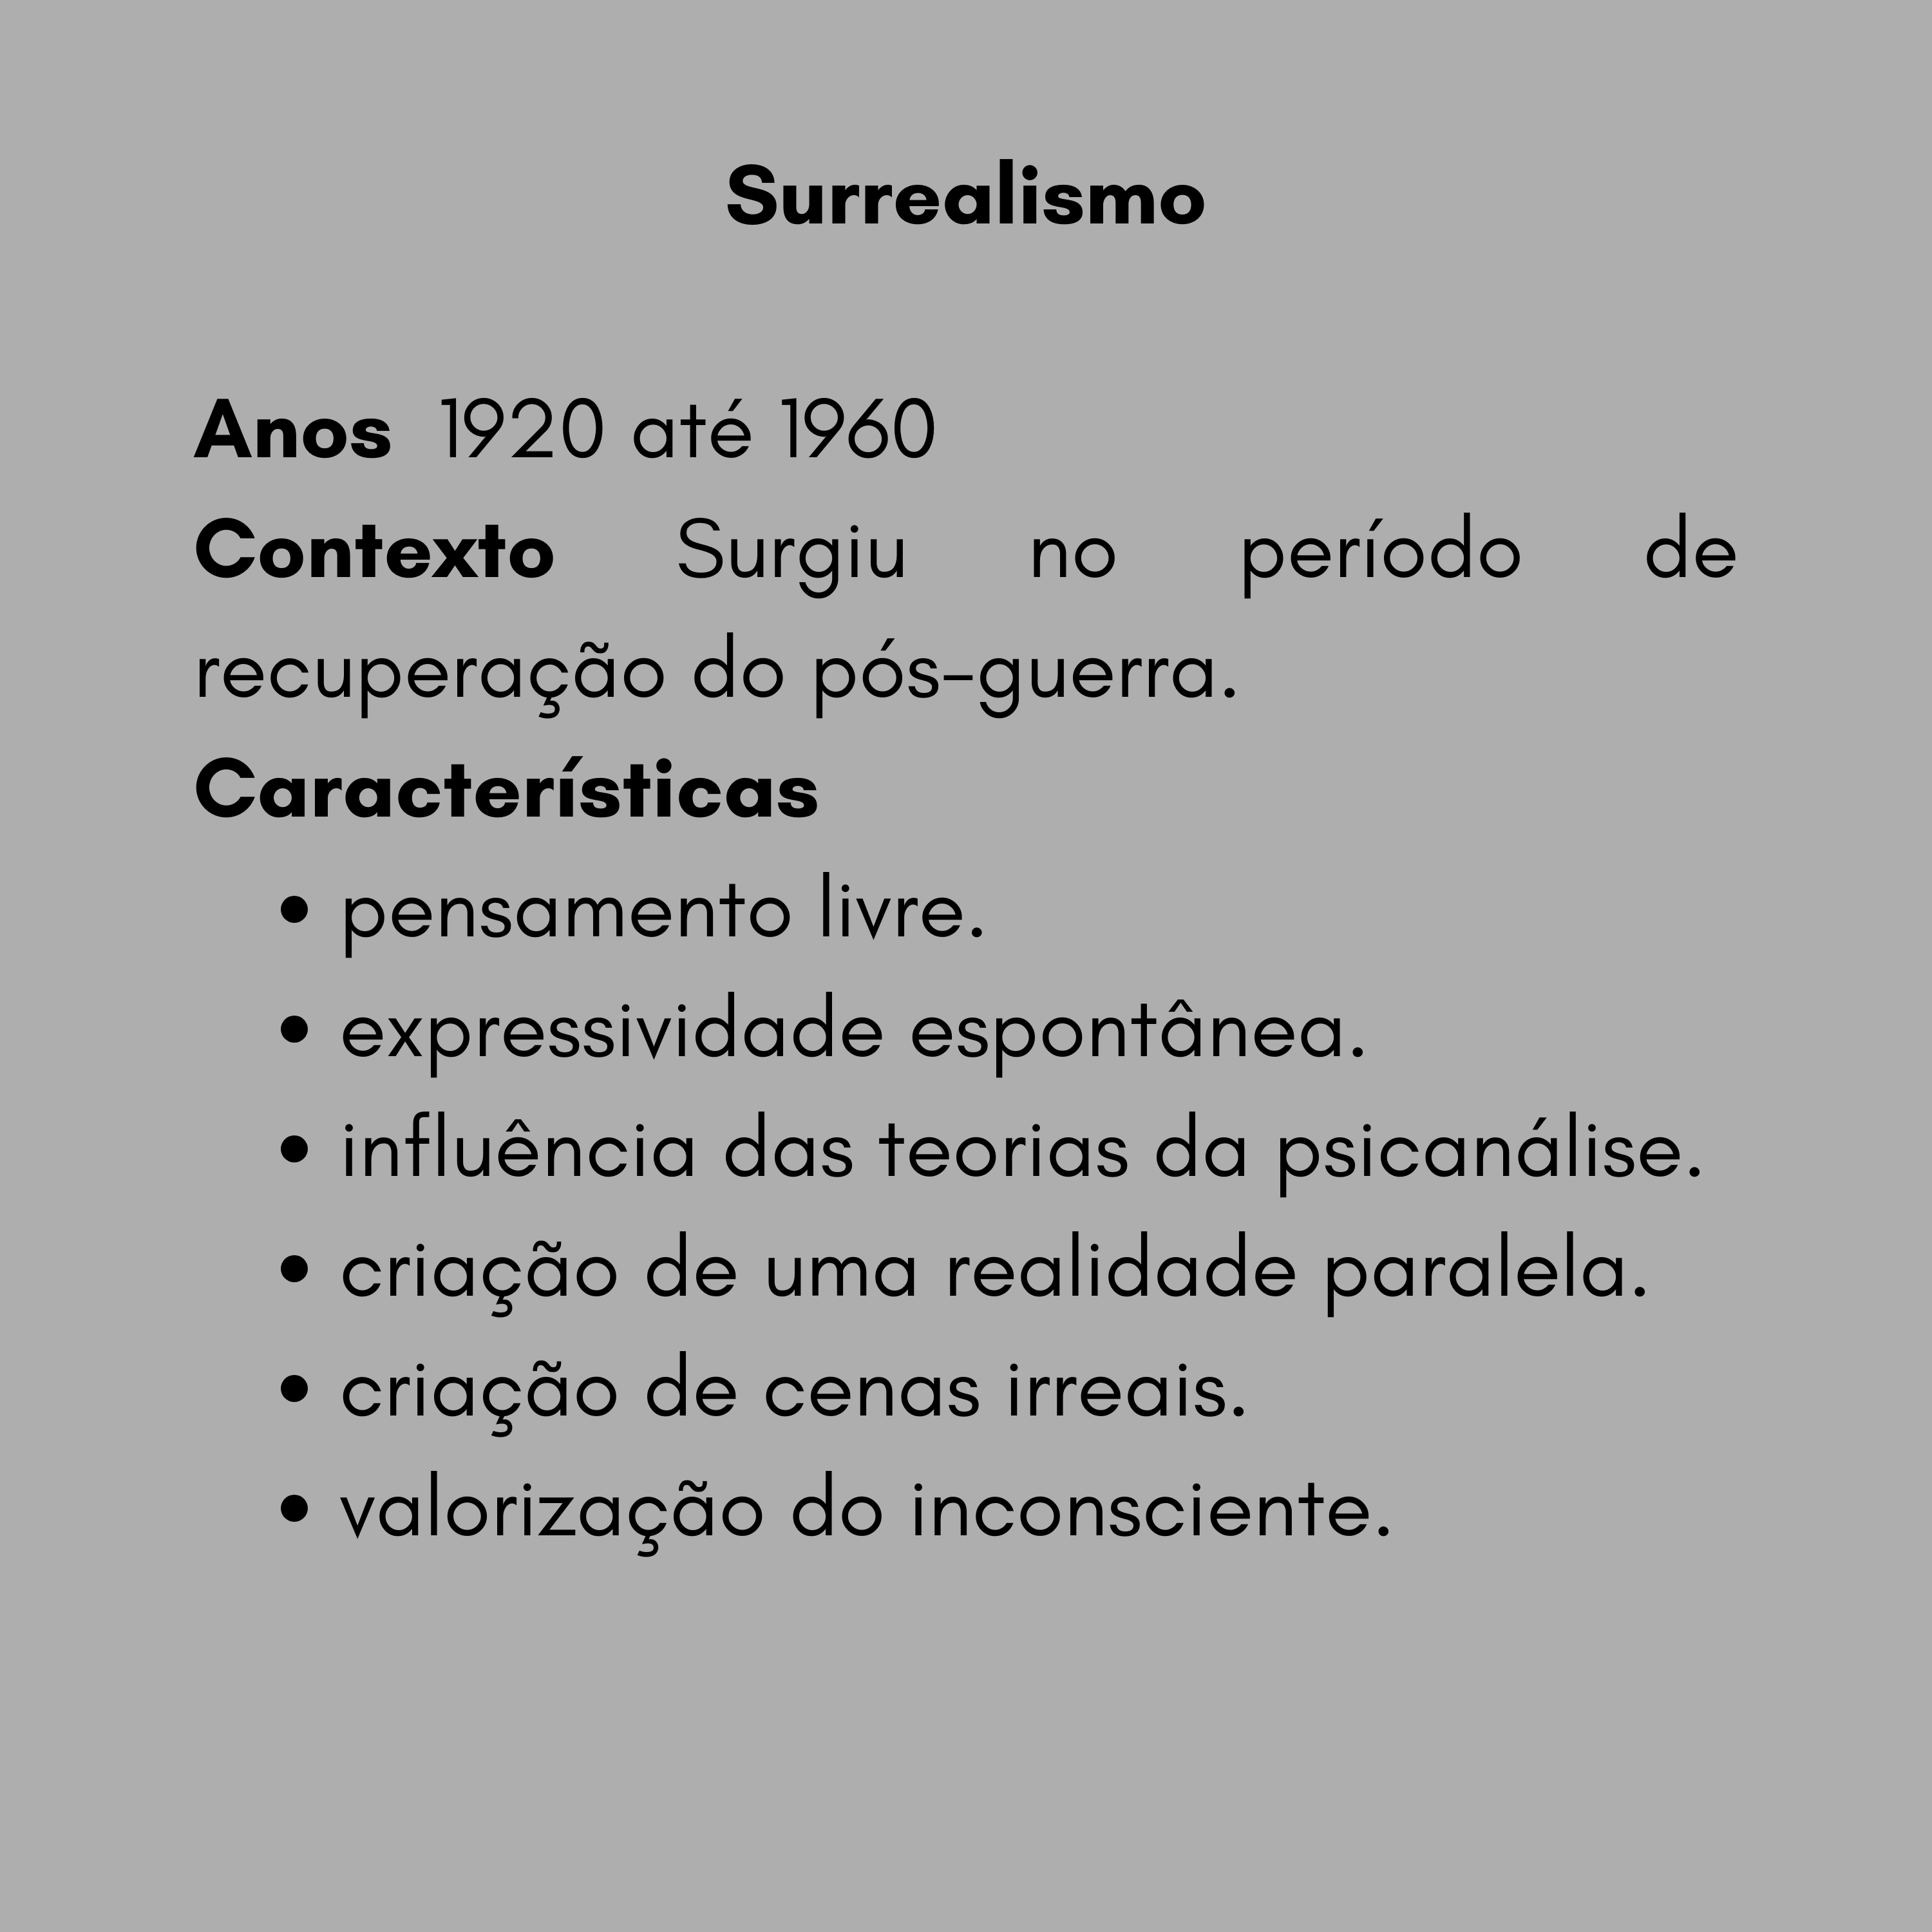 Surrealismo
Anos 1920 até 1960
Contexto Surgiu no período de
recuperação do pós-guerra.
Características
• pensamento livre.
• expressividade espontânea.
• influência das teorias da psicanálise.
• criação de uma realidade paralela.
• criação de cenas irreais.
• valorização do inconsciente.